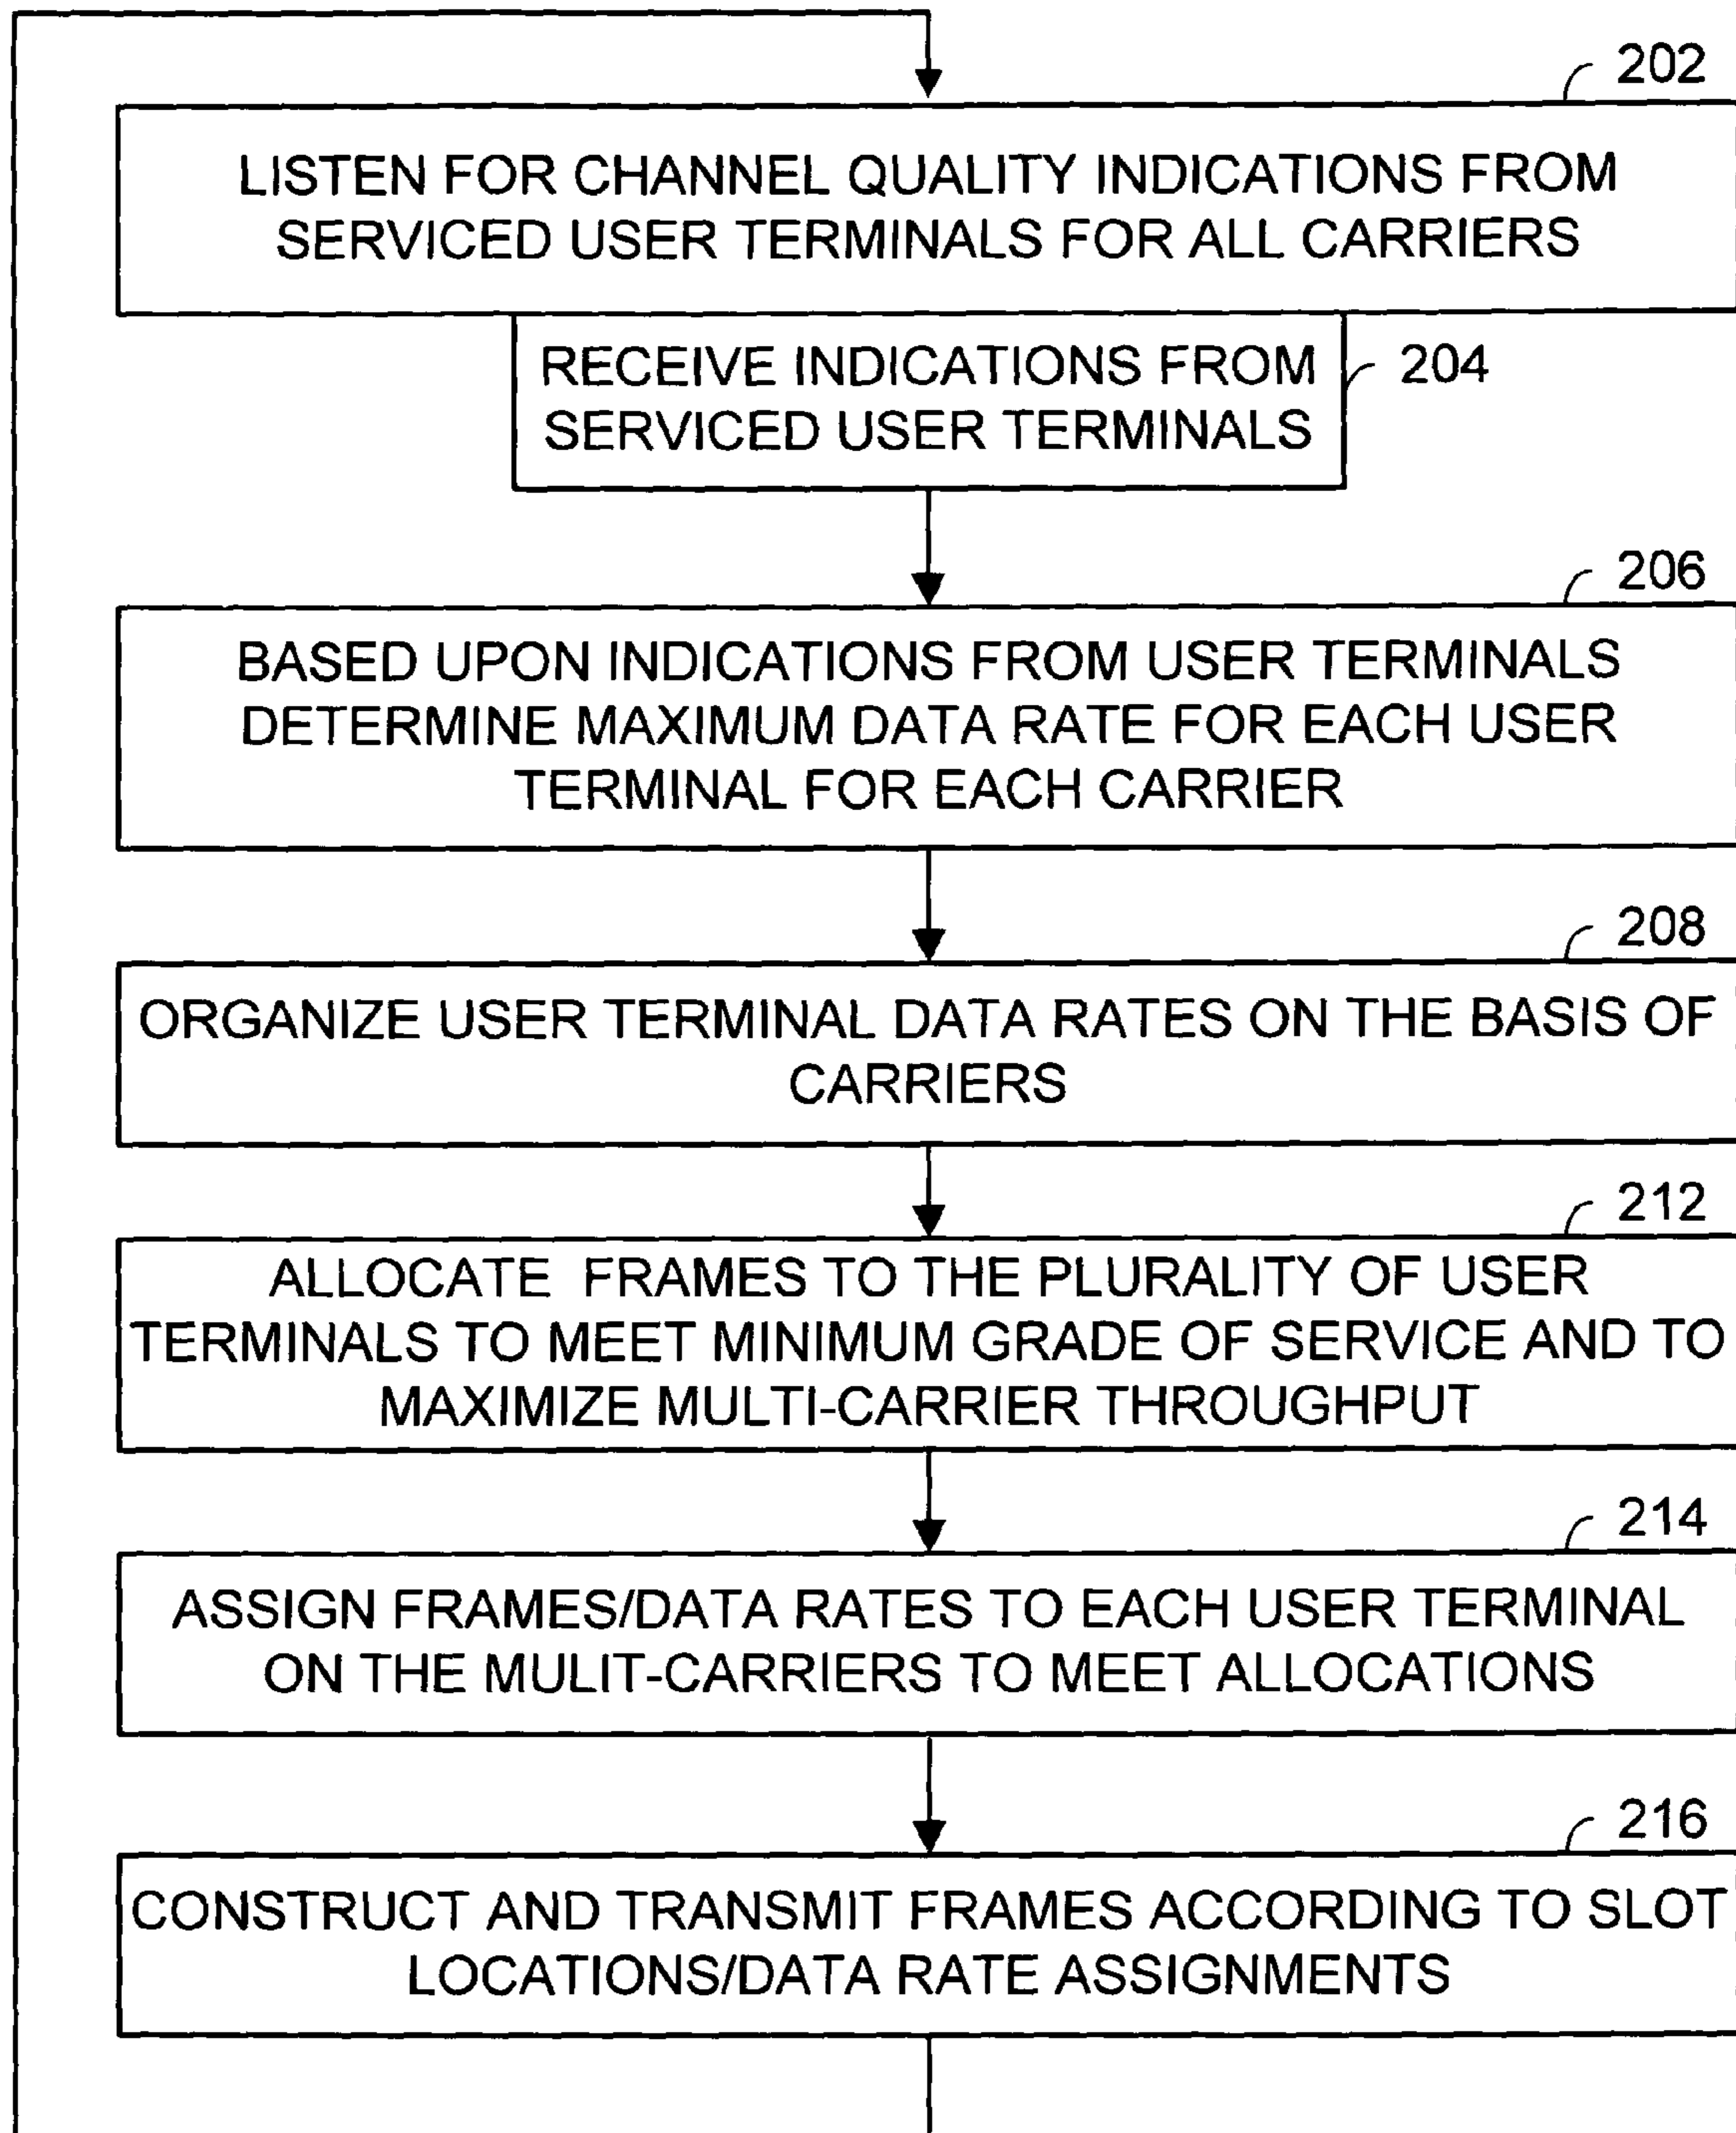 202
LISTEN FOR CHANNEL QUALITY INDICATIONS FROM
SERVICED USER TERMINALS FOR ALL CARRIERS
RECEIVE INDICATIONS FROM
SERVICED USER TERMINALS
204
206
BASED UPON INDICATIONS FROM USER TERMINALS
DETERMINE MAXIMUM DATA RATE FOR EACH USER
TERMINAL FOR EACH CARRIER
208
ORGANIZE USER TERMINAL DATA RATES ON THE BASIS OF
CARRIERS
212
ALLOCATE FRAMES TO THE PLURALITY OF USER
TERMINALS TO MEET MINIMUM GRADE OF SERVICE AND TO
MAXIMIZE MULTI-CARRIER THROUGHPUT
214
ASSIGN FRAMES/DATA RATES TO EACH USER TERMINAL
ON THE MULIT-CARRIERS TO MEET ALLOCATIONS
216
CONSTRUCT AND TRANSMIT FRAMES ACCORDING TO SLOT
LOCATIONS/DATA RATE ASSIGNMENTS